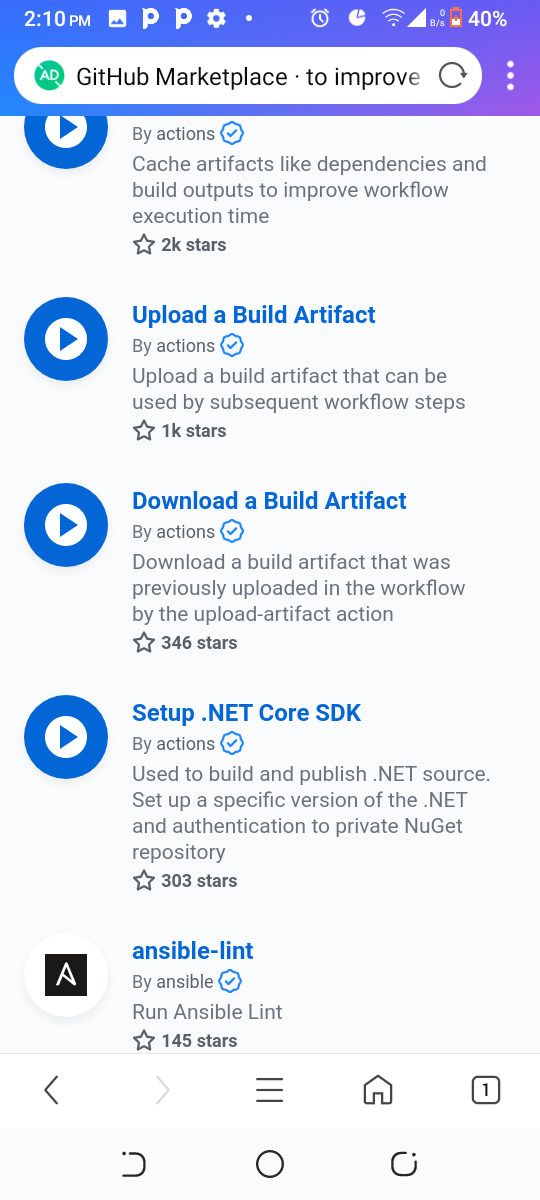 2:10 PM
0 B/s
40%
AD
GitHub Marketplace · to improve
By actions
Cache artifacts like dependencies and
build outputs to improve workflow
execution time
2k stars
Upload a Build Artifact
By actions
Upload a build artifact that can be
used by subsequent workflow steps
1k stars
Download a Build Artifact
By actions
Download a build artifact that was
previously uploaded in the workflow
by the upload-artifact action
346 stars
Setup .NET Core SDK
By actions
Used to build and publish .NET source.
Set up a specific version of the .NET
and authentication to private NuGet
repository
303 stars
ansible-lint
By ansible
Run Ansible Lint
145 stars
1